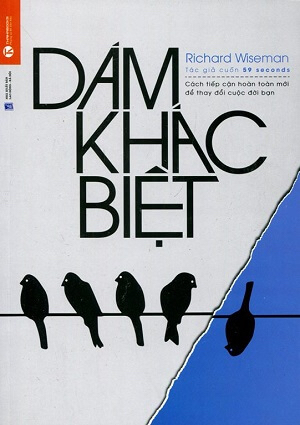 Richard Wiseman
Tác giả cuốn 59 seconds
Cách tiếp cận hoàn toàn mới
để thay đổi cuộc đời bạn
DÁM
KHÁC
BIỆT